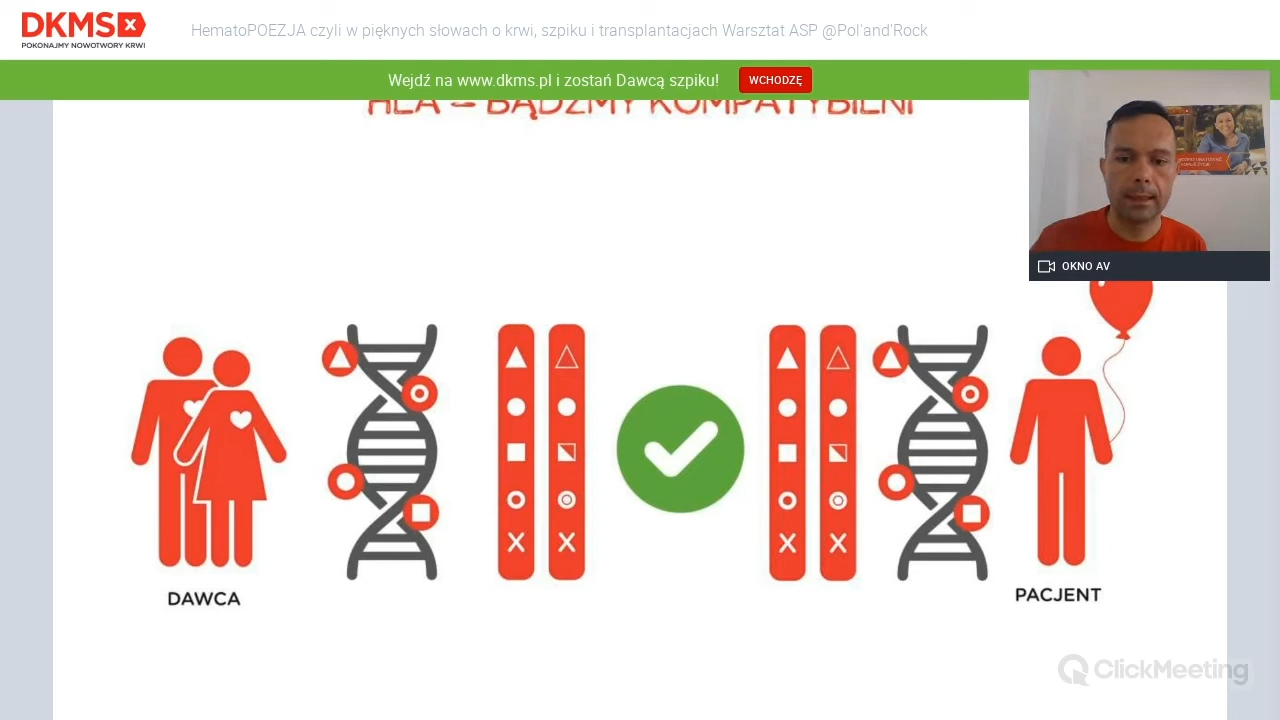 DKMS
POKONAJMY NOWOTWORY KRWI
HematoPOEZJA czyli w pięknych słowach o krwi, szpiku i transplantacjach Warsztat ASP @Pol'and'Rock
Wejdź na www.dkms.pl i zostań Dawcą szpiku!
WCHODZĘ
HLA – BĄDŹMY KOMPATYBILNI
OKNO AV
DAWCA
PACJENT
ClickMeeting